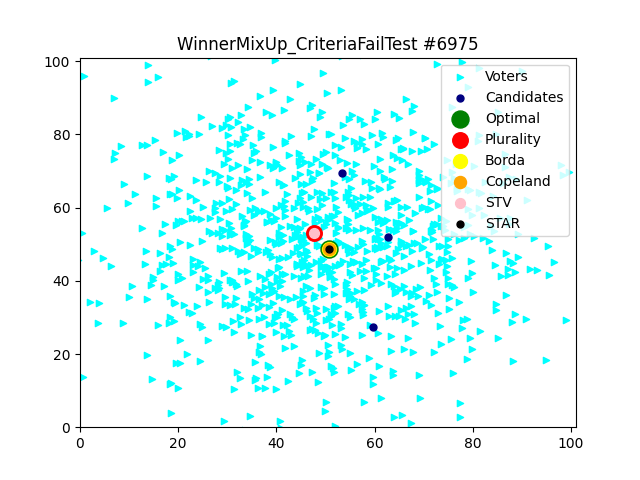 WinnerMixUp_CriteriaFailTest #6975
100
80
60
40
20
0
0 20 40 60 80 100
Voters
Candidates
Optimal
Plurality
Borda
Copeland
STV
STAR